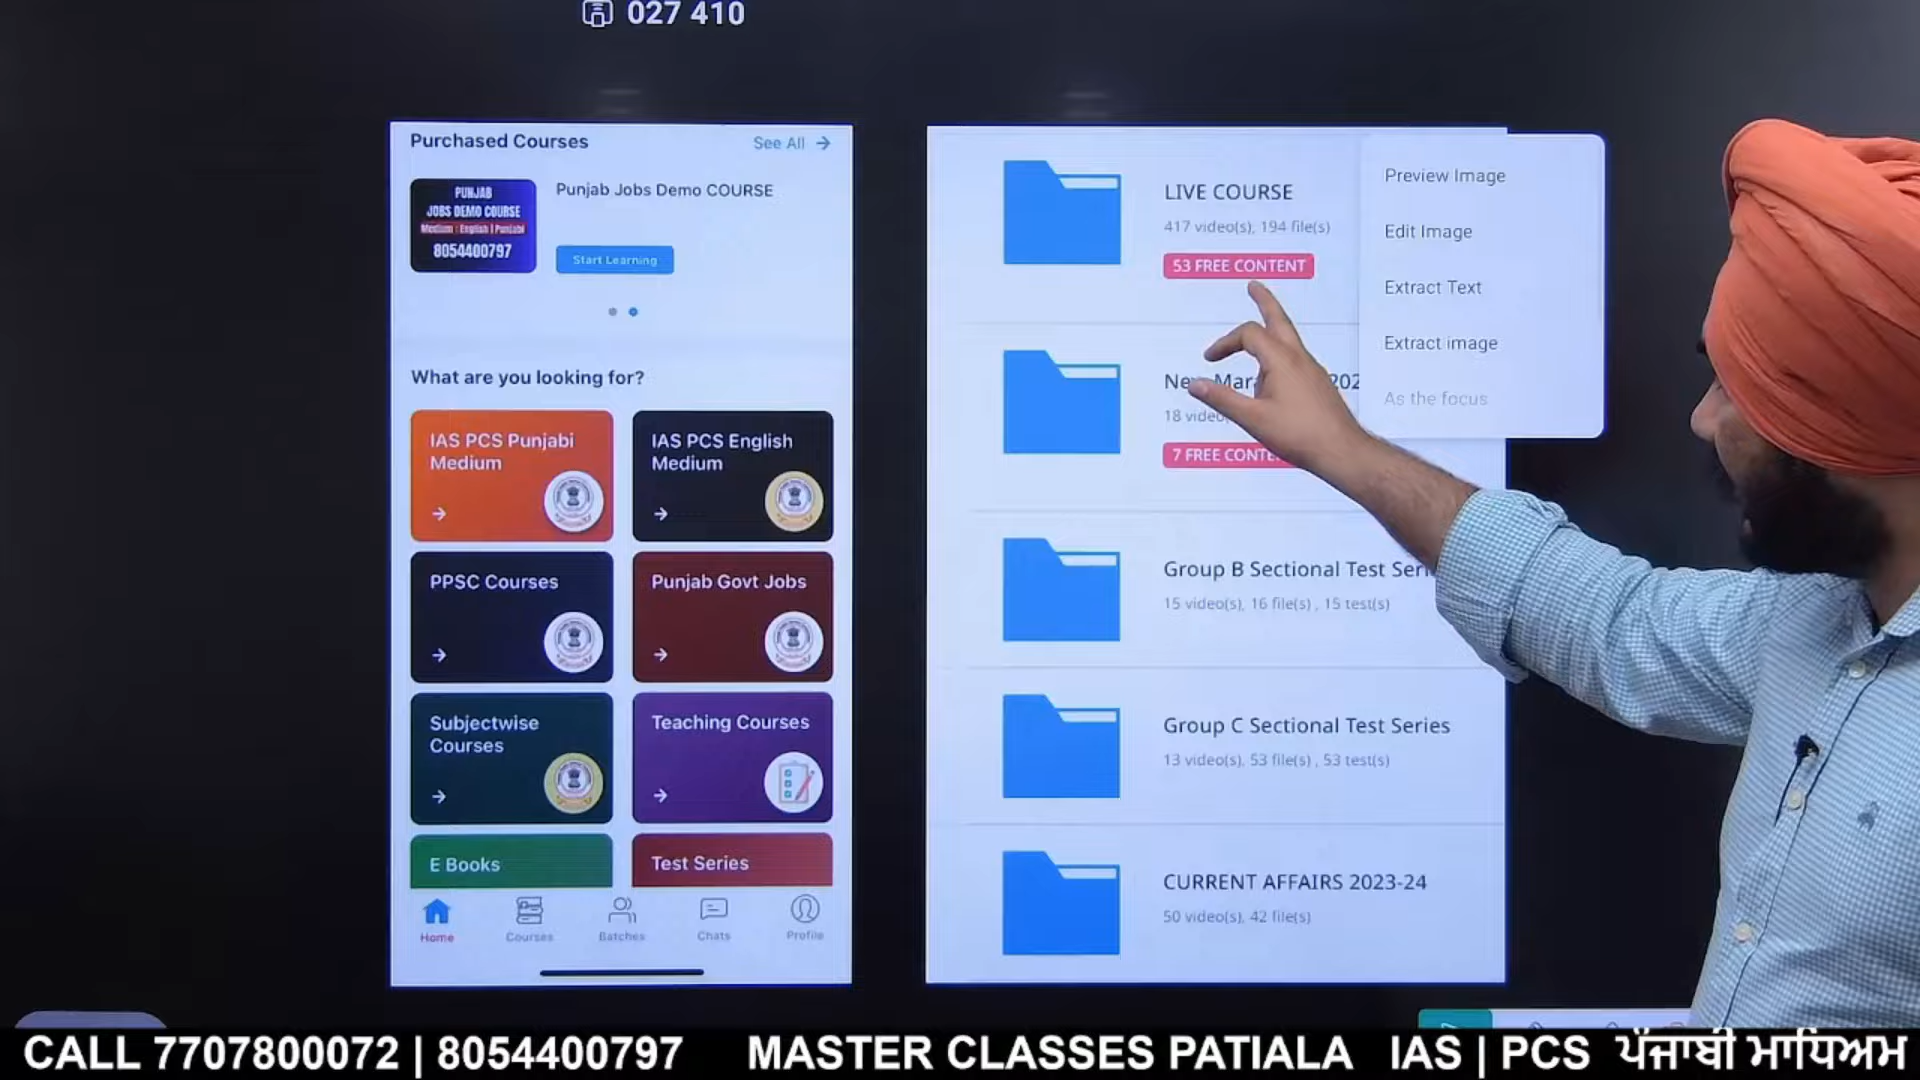 027 410
Purchased Courses
See All
PUNJAB
JOBS DEMO COURSE
Medium : English | Punjabi
8054400797
Punjab Jobs Demo COURSE
Start Learning
What are you looking for?
IAS PCS Punjabi
Medium
IAS PCS English
Medium
PPSC Courses
Punjab Govt Jobs
Subjectwise
Courses
Teaching Courses
E Books
Test Series
Home
Courses
Batches
Chats
Profile
LIVE COURSE
417 video(s), 194 file(s)
53 FREE CONTENT
18
7 FREE
Group B Sectional Test
15 video(s), 16 file(s) , 15 test(s)
Group C Sectional Test Series
13 video(s), 53 file(s) , 53 test(s)
CURRENT AFFAIRS 2023-24
50 video(s), 42 file(s)
Preview Image
Edit Image
Extract Text
Extract image
As the focus
CALL 7707800072 | 8054400797 MASTER CLASSES PATIALA IAS | PCS ਪੰਜਾਬੀ ਮਾਧਿਅਮ